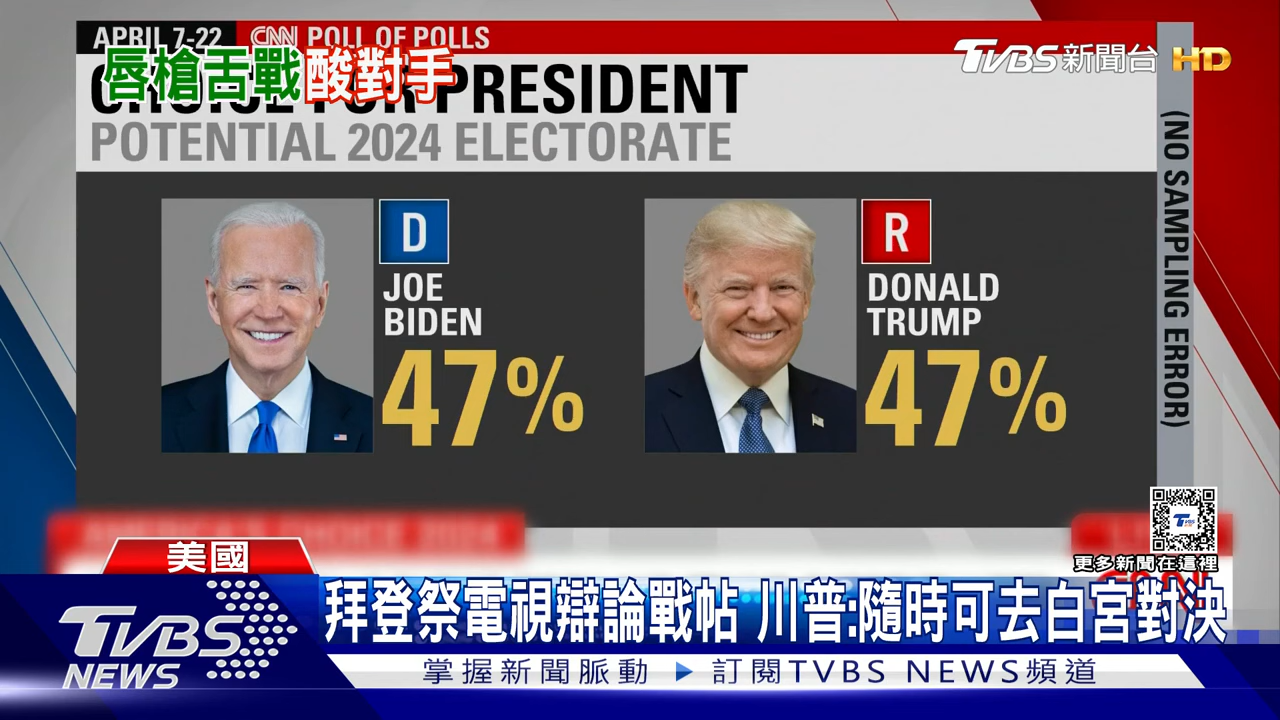 APRIL 7-22 CNN POLL OF POLLS
唇槍舌戰酸對手
TVBS新聞台 HD
PRESIDENT
POTENTIAL 2024 ELECTORATE
(NO SAMPLING ERROR)
D
JOE
BIDEN
47%
R
DONALD
TRUMP
47%
TVBS
更多新聞在這裡
美國
拜登祭電視辯論戰帖 川普:隨時可去白宮對決
TVBS
NEWS
掌握新聞脈動 ▶ 訂閱TVBS NEWS頻道